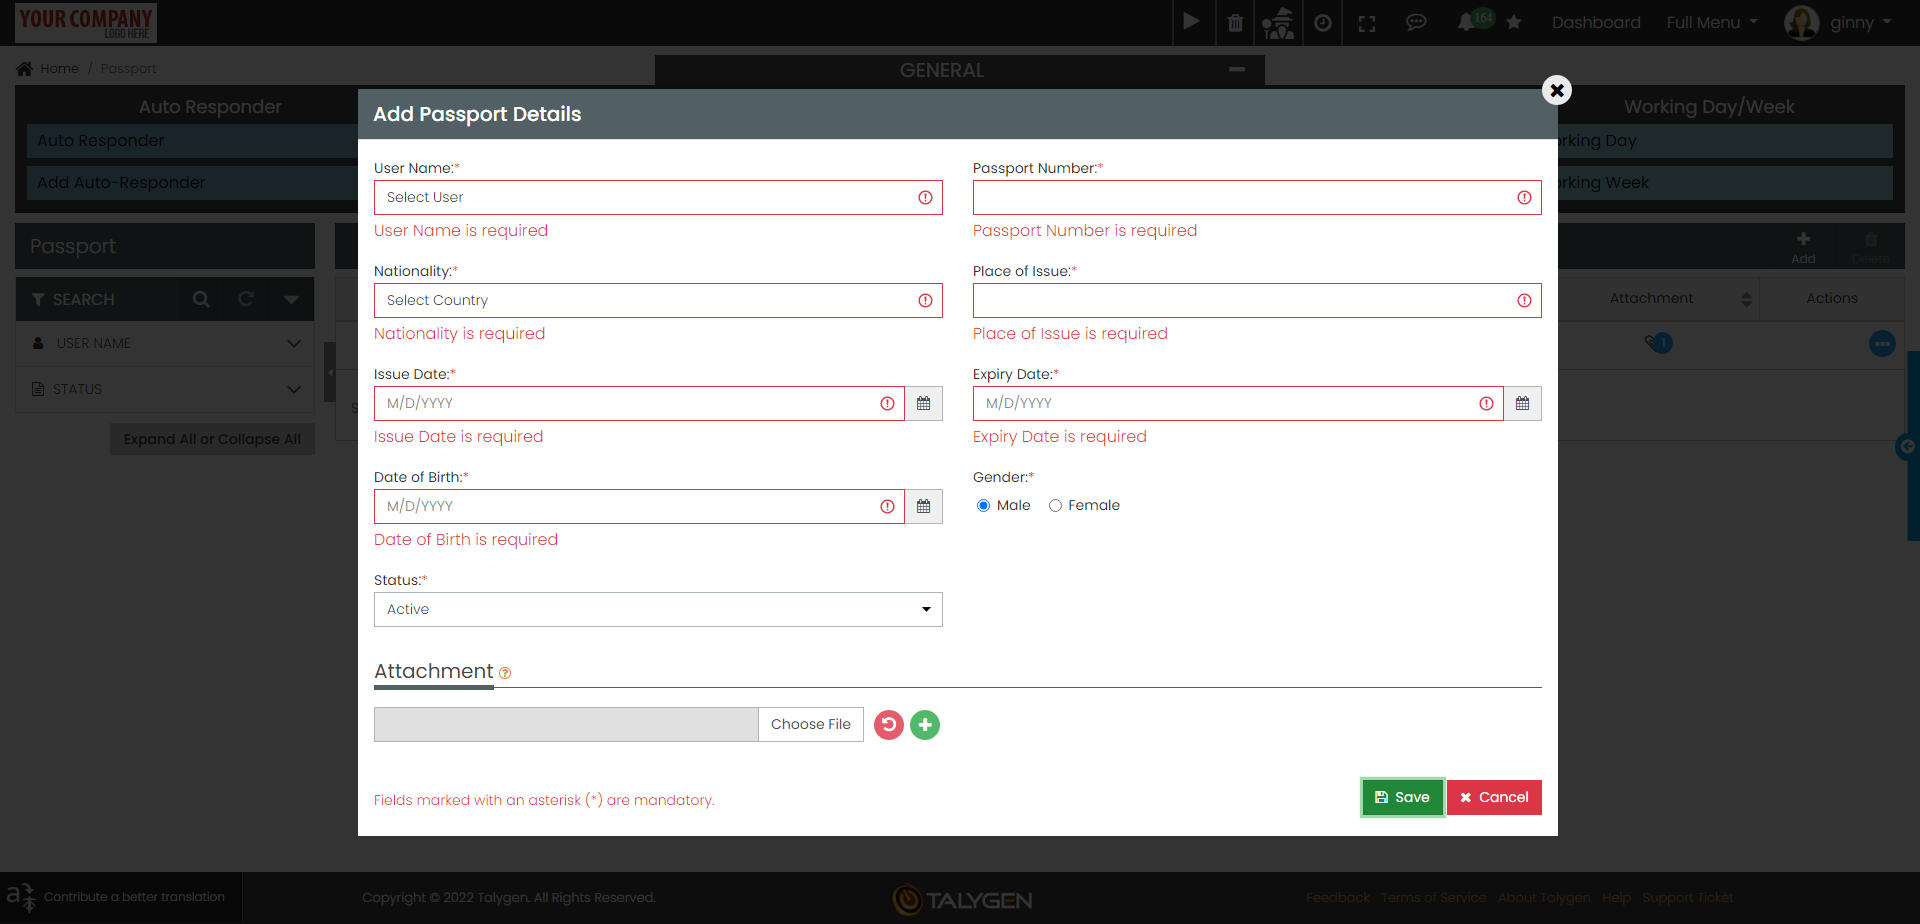 YOUR COMPANY
LOGO HERE
164
Dashboard
Full Menu
ginny
Home / Passport
GENERAL
Auto Responder
Working Day/Week
Auto Responder
rking Day
Add Auto-Responder
rking Week
Passport
Add
Delete
SEARCH
Attachment
Actions
USER NAME
1
STATUS
S
Expand All or Collapse All
Add Passport Details
User Name:*
Passport Number:*
Select User
User Name is required
Passport Number is required
Nationality:*
Place of Issue:*
Select Country
Nationality is required
Place of Issue is required
Issue Date:*
Expiry Date:*
M/D/YYYY
M/D/YYYY
Issue Date is required
Expiry Date is required
Date of Birth:*
Gender:*
M/D/YYYY
Male
Female
Date of Birth is required
Status:*
Active
Attachment
Choose File
Fields marked with an asterisk (*) are mandatory.
Save
Cancel
Contribute a better translation
Copyright © 2022 Talygen. All Rights Reserved.
TALYGEN
Feedback Terms of Service About Talygen Help Support Ticket